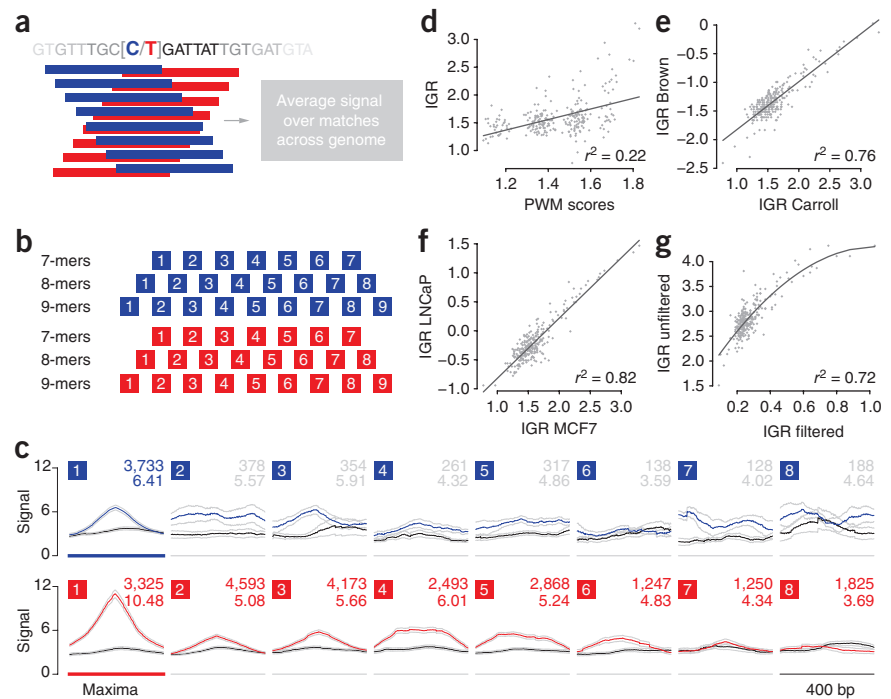 a
GTGTTTGC[C/T]GATTATTGTGATGTA
Average signal
over matches
across genome
b
7-mers 1 2 3 4 5 6 7
8-mers 1 2 3 4 5 6 7 8
9-mers 1 2 3 4 5 6 7 8 9
7-mers 1 2 3 4 5 6 7
8-mers 1 2 3 4 5 6 7 8
9-mers 1 2 3 4 5 6 7 8 9
d
IGR
3.0
2.5
2.0
1.5
1.0
1.2 1.4 1.6 1.8
r² = 0.22
PWM scores
e
IGR Brown
0
−0.5
−1.0
−1.5
−2.0
−2.5
1.0 1.5 2.0 2.5 3.0
r² = 0.76
IGR Carroll
f
IGR LNCaP
1.5
1.0
0.5
0.0
−0.5
−1.0
1.0 1.5 2.0 2.5 3.0
r² = 0.82
IGR MCF7
g
IGR unfiltered
4.0
3.5
3.0
2.5
2.0
1.5
0.2 0.4 0.6 0.8 1.0
r² = 0.72
IGR filtered
c
Signal
12
6
0
1 3,733
6.41
2 378
5.57
3 354
5.91
4 261
4.32
5 317
4.86
6 138
3.59
7 128
4.02
8 188
4.64
Signal
12
6
0
1 3,325
10.48
2 4,593
5.08
3 4,173
5.66
4 2,493
6.01
5 2,868
5.24
6 1,247
4.83
7 1,250
4.34
8 1,825
3.69
Maxima
400 bp